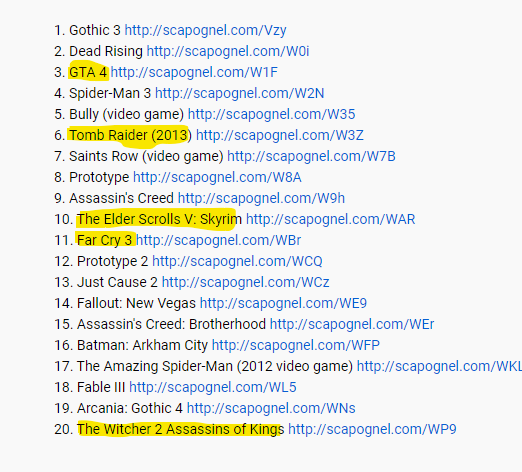 1. Gothic 3 http://scapognel.com/Vzy
2. Dead Rising http://scapognel.com/W0i
3. GTA 4 http://scapognel.com/W1F
4. Spider-Man 3 http://scapognel.com/W2N
5. Bully (video game) http://scapognel.com/W35
6. Tomb Raider (2013) http://scapognel.com/W3Z
7. Saints Row (video game) http://scapognel.com/W7B
8. Prototype http://scapognel.com/W8A
9. Assassin's Creed http://scapognel.com/W9h
10. The Elder Scrolls V: Skyrim http://scapognel.com/WAR
11. Far Cry 3 http://scapognel.com/WBr
12. Prototype 2 http://scapognel.com/WCQ
13. Just Cause 2 http://scapognel.com/WCz
14. Fallout: New Vegas http://scapognel.com/WE9
15. Assassin's Creed: Brotherhood http://scapognel.com/WEr
16. Batman: Arkham City http://scapognel.com/WFP
17. The Amazing Spider-Man (2012 video game) http://scapognel.com/WKL
18. Fable III http://scapognel.com/WL5
19. Arcania: Gothic 4 http://scapognel.com/WNs
20. The Witcher 2 Assassins of Kings http://scapognel.com/WP9